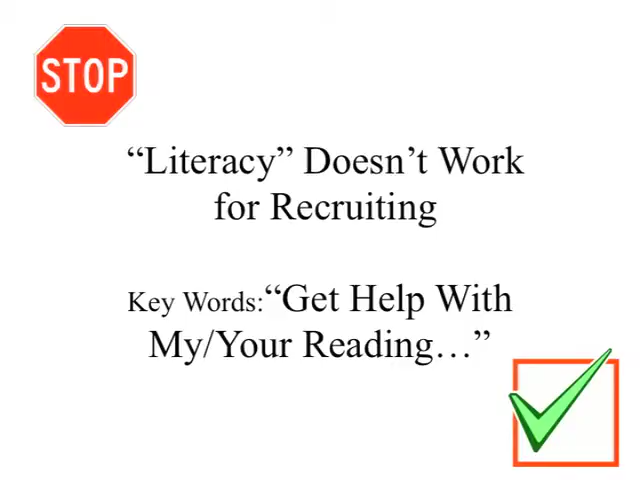 STOP
“Literacy” Doesn’t Work
for Recruiting
Key Words:“Get Help With
My/Your Reading…”